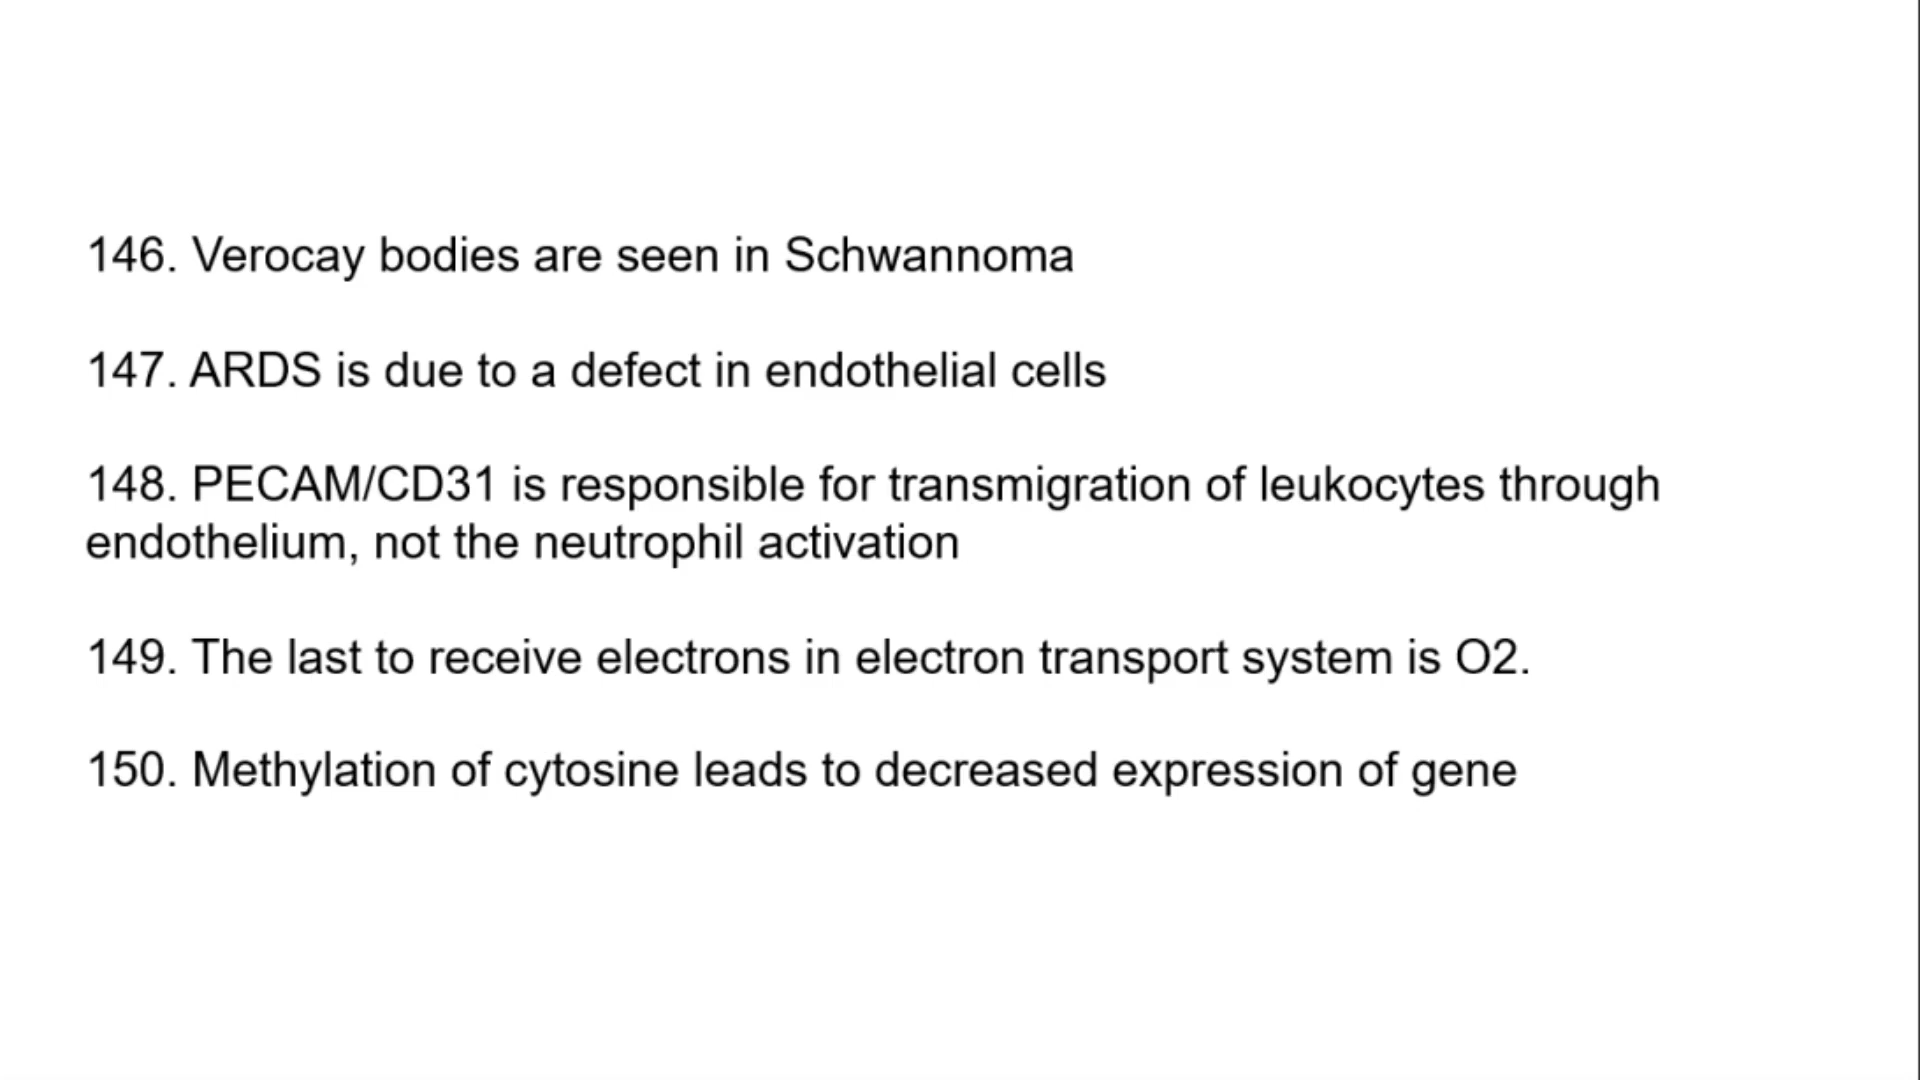 146. Verocay bodies are seen in Schwannoma
147. ARDS is due to a defect in endothelial cells
148. PECAM/CD31 is responsible for transmigration of leukocytes through
endothelium, not the neutrophil activation
149. The last to receive electrons in electron transport system is O2.
150. Methylation of cytosine leads to decreased expression of gene